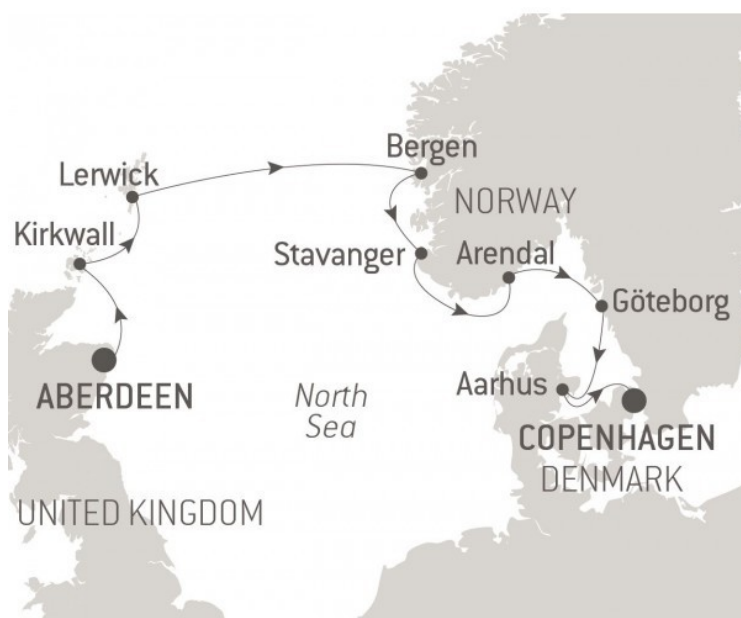 Bergen
Lerwick
NORWAY
Kirkwall
Stavanger
Arendal
Göteborg
ABERDEEN
Aarhus
North
Sea
COPENHAGEN
DENMARK
UNITED KINGDOM